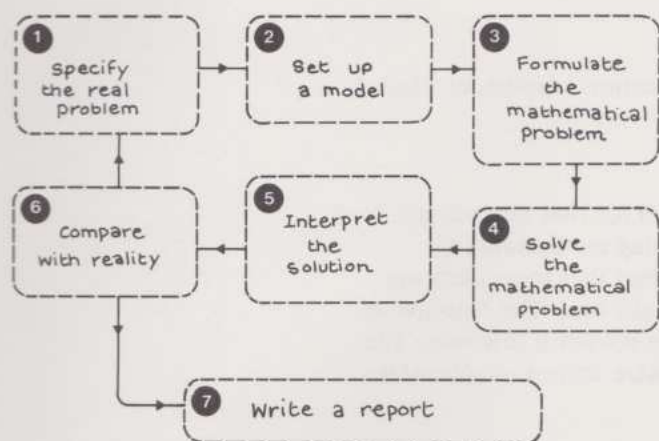 1
Specify
the real
problem
2
Set up
a model
3
Formulate
the
mathematical
problem
4
Solve
the
mathematical
problem
5
Interpret
the
solution
6
Compare
with reality
7
Write a report